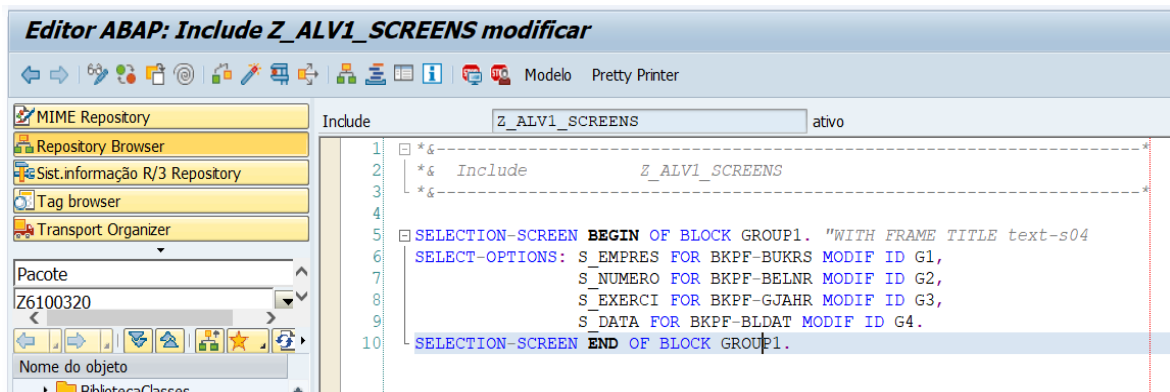 Editor ABAP: Include Z_ALV1_SCREENS modificar
Modelo Pretty Printer
MIME Repository
Repository Browser
Sist.informação R/3 Repository
Tag browser
Transport Organizer
Pacote
Z6100320
Nome do objeto
BibliotecaClasses
Include Z_ALV1_SCREENS ativo
1 *&---------------------------------------------------------------------*
2 *& Include Z_ALV1_SCREENS
3 *&---------------------------------------------------------------------*
4
5 SELECTION-SCREEN BEGIN OF BLOCK GROUP1. "WITH FRAME TITLE text-s04
6 SELECT-OPTIONS: S_EMPRES FOR BKPF-BUKRS MODIF ID G1,
7 S_NUMERO FOR BKPF-BELNR MODIF ID G2,
8 S_EXERCI FOR BKPF-GJAHR MODIF ID G3,
9 S_DATA FOR BKPF-BLDAT MODIF ID G4.
10 SELECTION-SCREEN END OF BLOCK GROUP1.